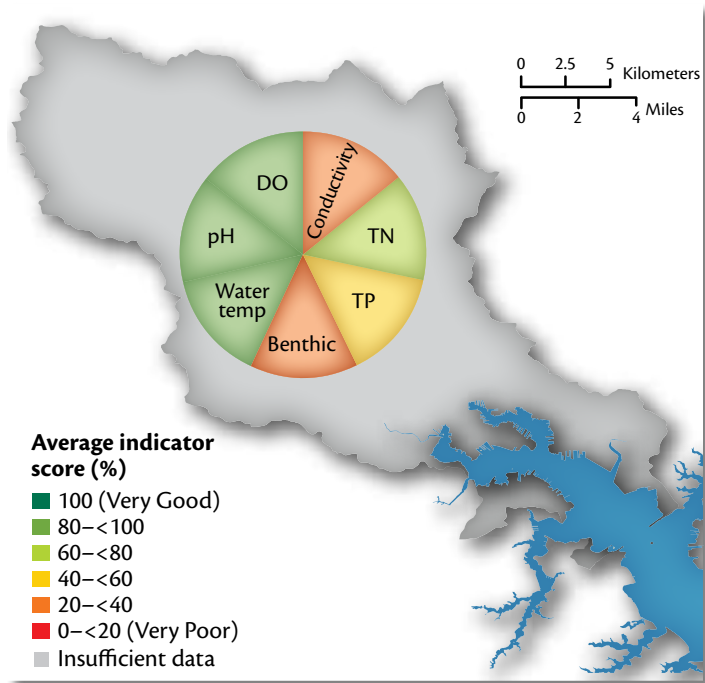 0 2.5 5 Kilometers
0 2 4 Miles
DO
Conductivity
pH
TN
Water
temp
TP
Benthic
Average indicator
score (%)
100 (Very Good)
80–<100
60–<80
40–<60
20–<40
0–<20 (Very Poor)
Insufficient data